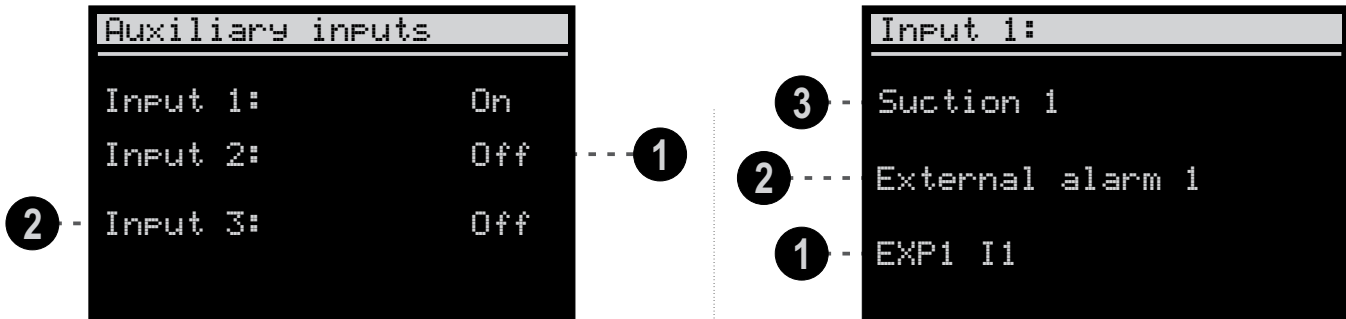 Auxiliary inputs
Input 1: On
Input 2: Off
1
2
Input 3: Off
Input 1:
3
Suction 1
2
External alarm 1
1
EXP1 I1